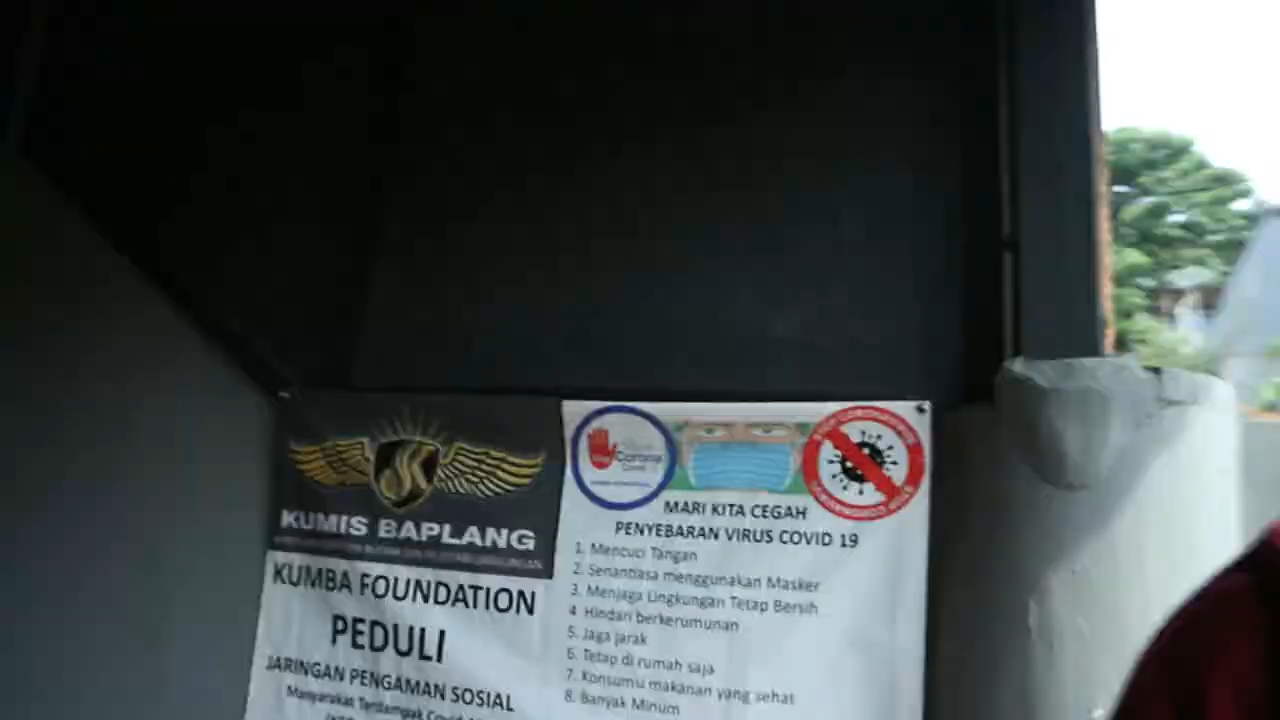 KUMIS BAPLANG
KUMBA FOUNDATION
PEDULI
JARINGAN PENGAMAN SOSIAL
Masyarakat Terdampak Covid
Corona
MARI KITA CEGAH
PENYEBARAN VIRUS COVID 19
1. Mencuci Tangan
2. Senantiasa menggunakan Masker
3. Menjaga Lingkungan Tetap Bersih
4. Hindari berkerumunan
5. Jaga jarak
6. Tetap di rumah saja
7. Konsumu makanan yang sehat
8. Banyak Minum